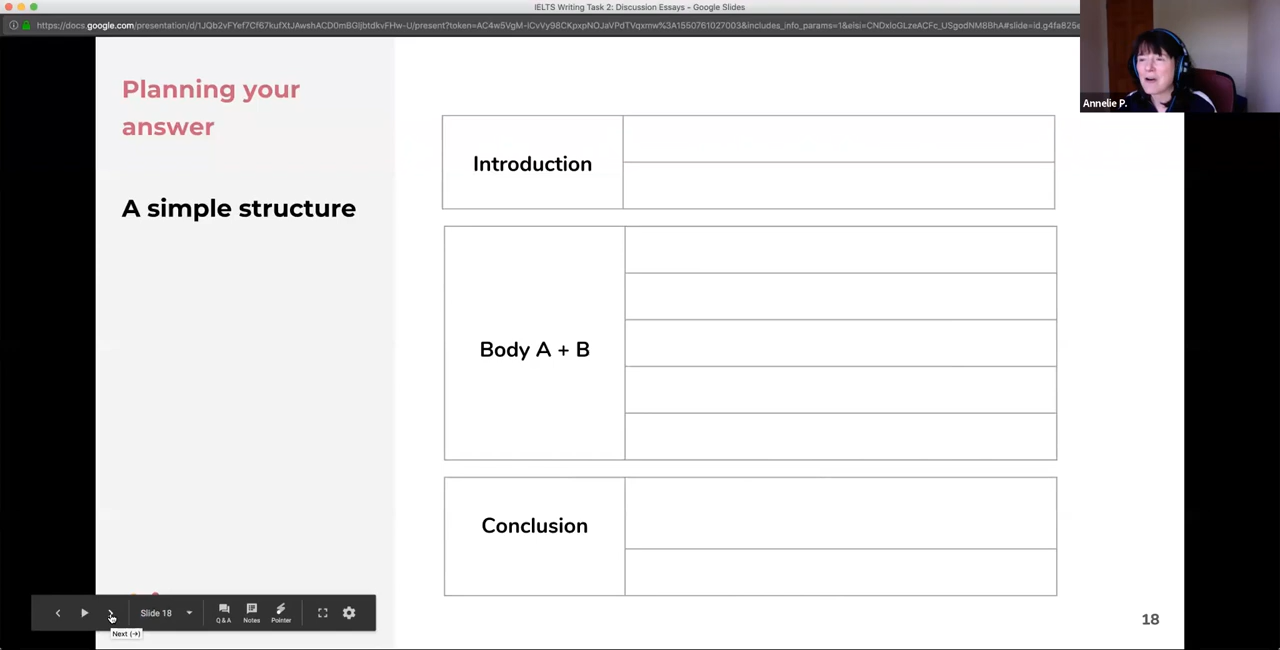 IELTS Writing Task 2: Discussion Essays - Google Slides
Annelie P.
Planning your
answer
A simple structure
Introduction
Body A + B
Conclusion
Slide 18
Q & A
Notes
Pointer
Next (→)
18